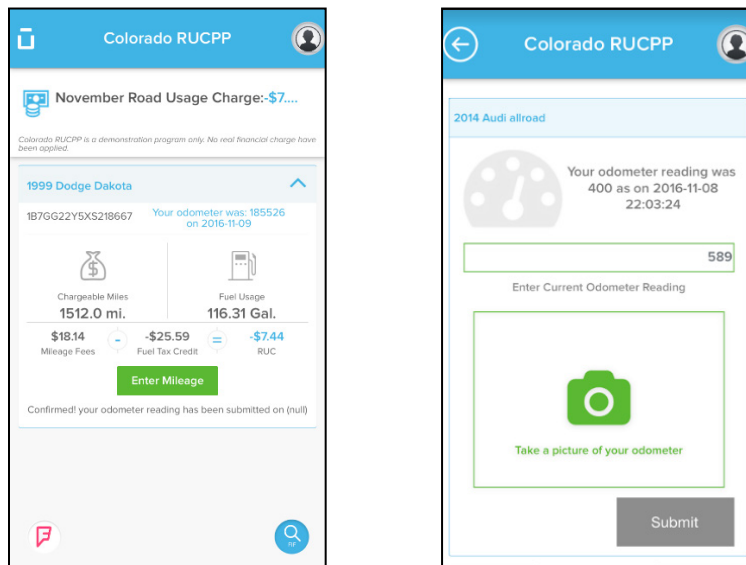 Colorado RUCPP
November Road Usage Charge:-$7....
Colorado RUCPP is a demonstration program only. No real financial charge have
been applied.
1999 Dodge Dakota
1B7GG22Y5XS218667
Your odometer was: 185526
on 2016-11-09
Chargeable Miles
Fuel Usage
1512.0 mi.
116.31 Gal.
$18.14 - -$25.59 = -$7.44
Mileage Fees
Fuel Tax Credit
RUC
Enter Mileage
Confirmed! your odometer reading has been submitted on (null)
Colorado RUCPP
2014 Audi allroad
Your odometer reading was
400 as on 2016-11-08
22:03:24
589
Enter Current Odometer Reading
Take a picture of your odometer
Submit